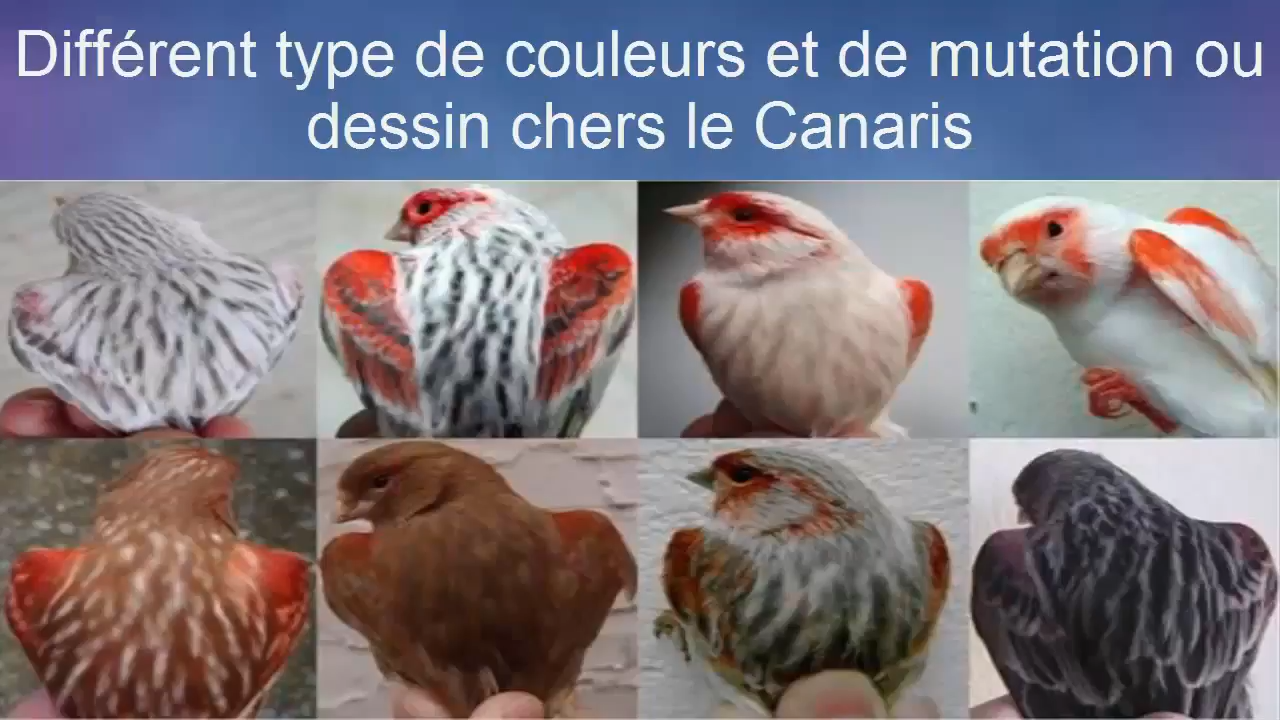 Différent type de couleurs et de mutation ou
dessin chers le Canaris